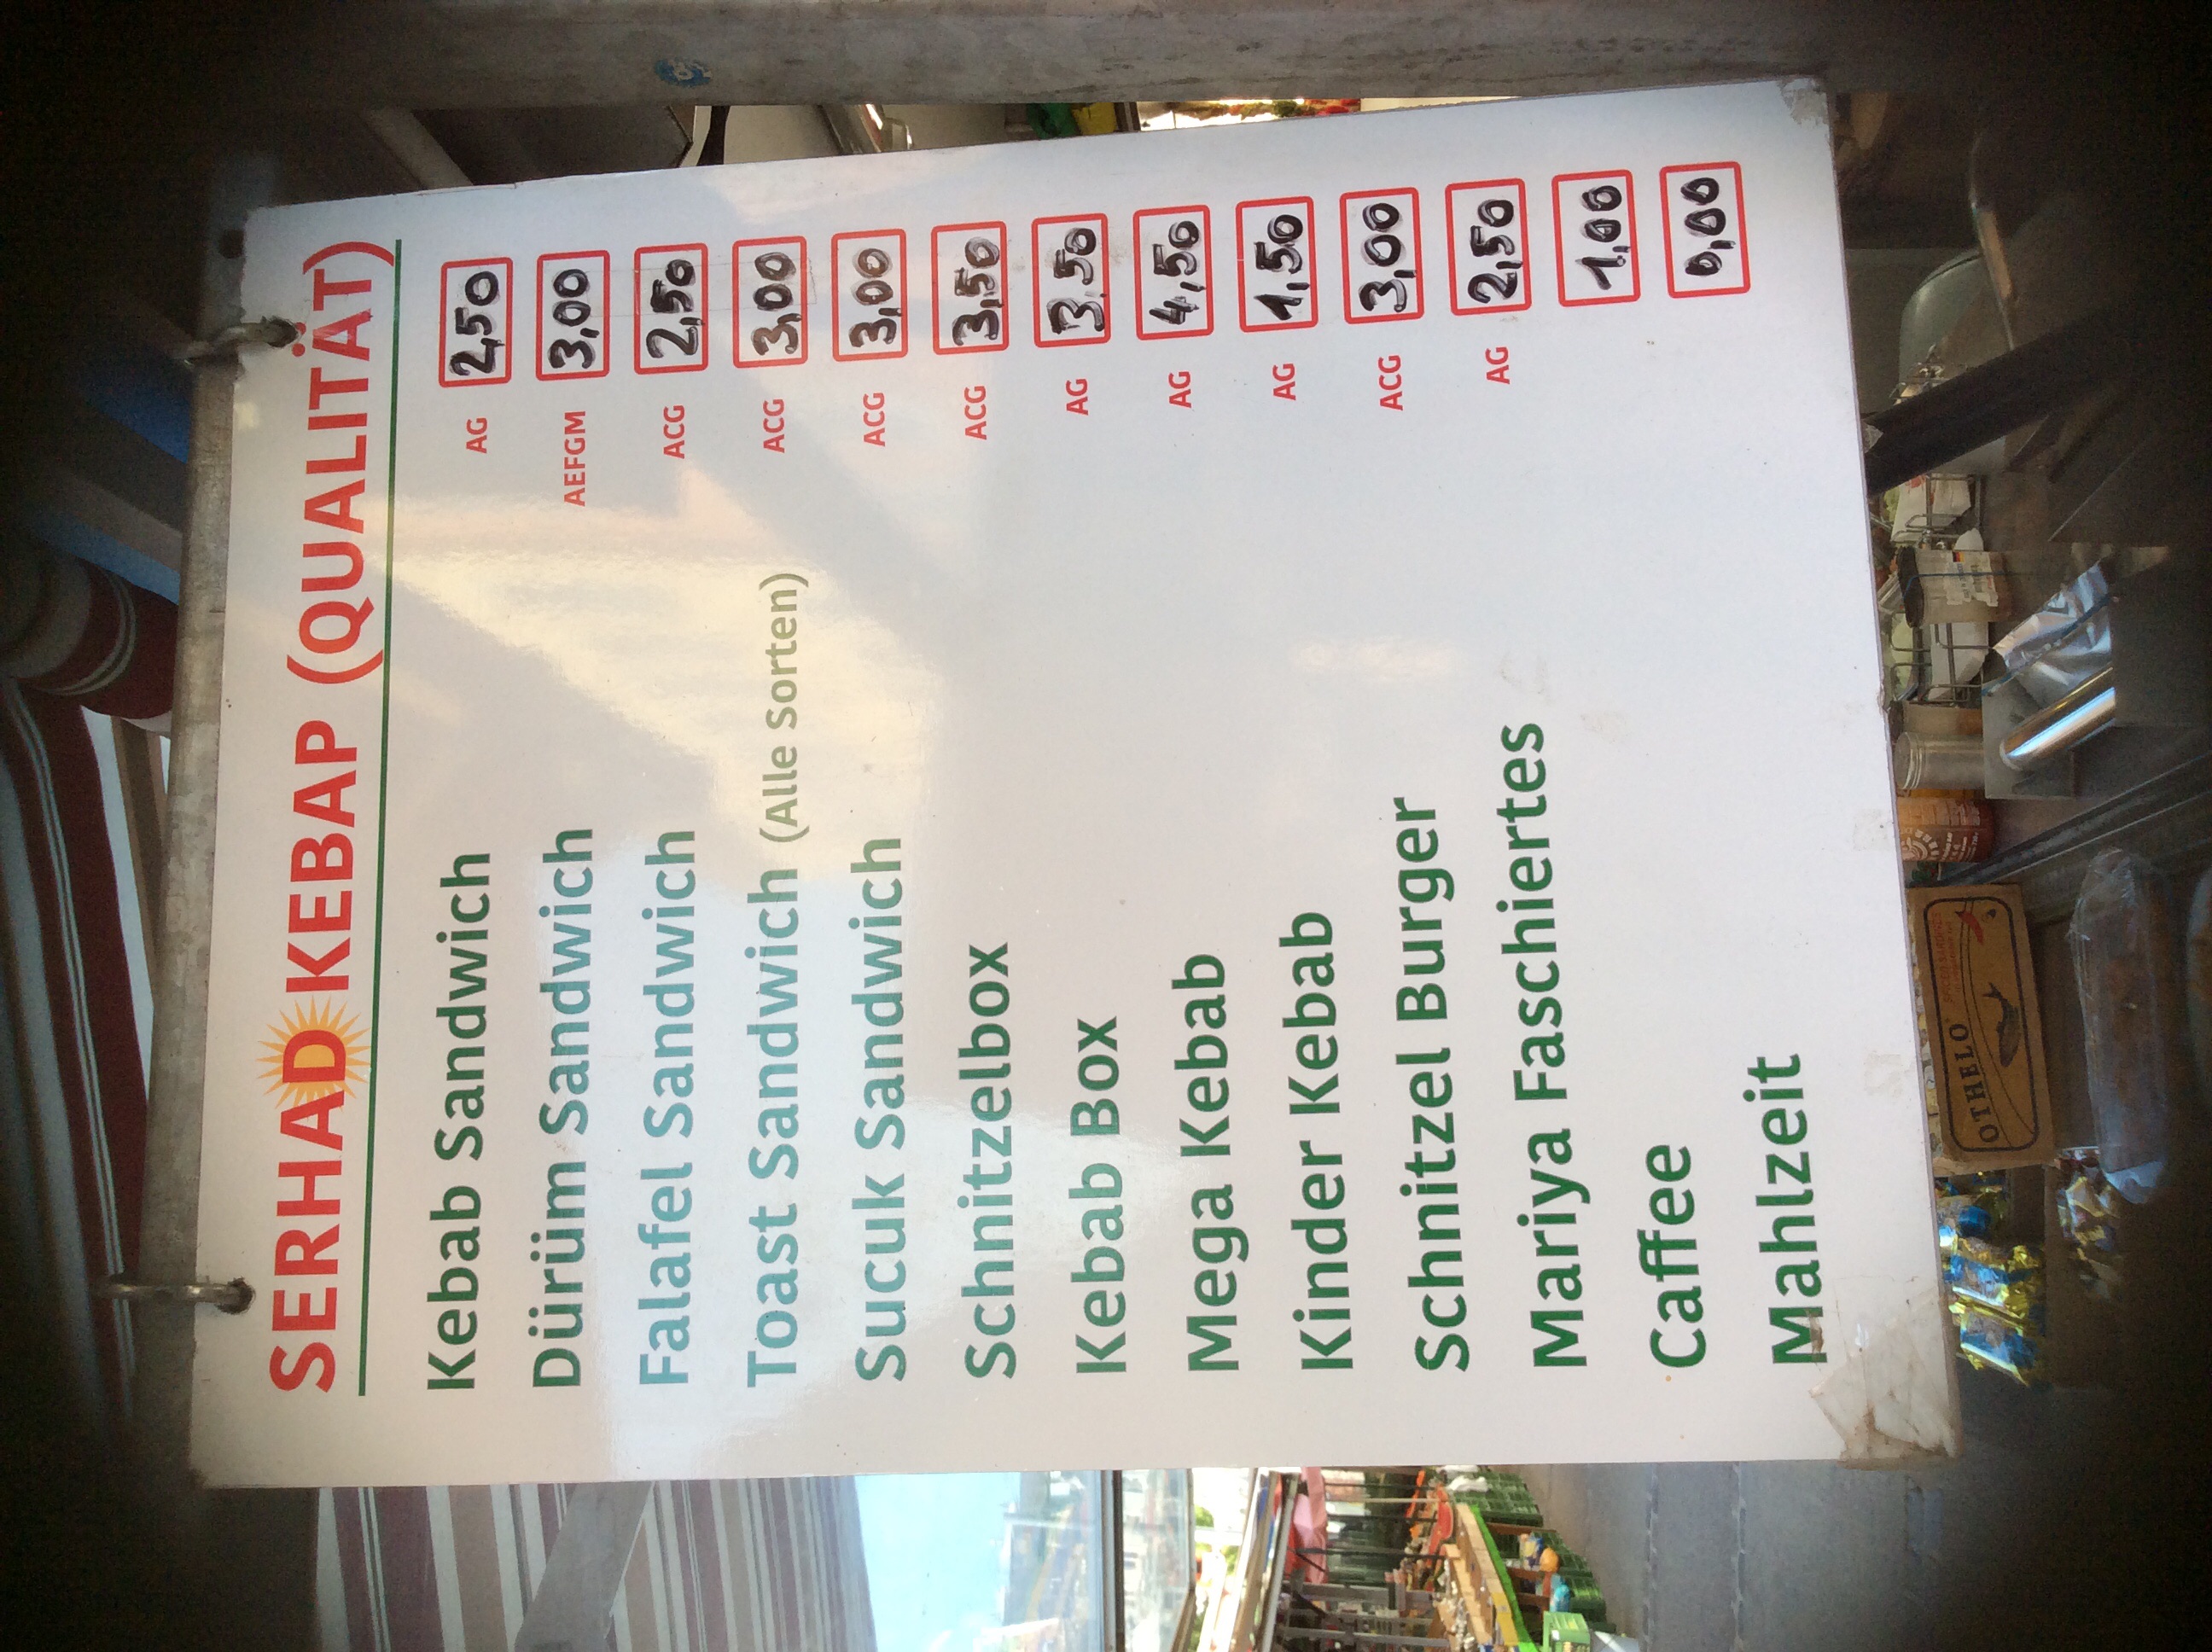 SERHAD KEBAP (QUALITÄT)
Kebab Sandwich AG 2,50
Dürüm Sandwich AEFGM 3,00
Falafel Sandwich ACG 2,50
Toast Sandwich (Alle Sorten) ACG 3,00
Sucuk Sandwich ACG 3,00
Schnitzelbox ACG 3,50
Kebab Box AG 3,50
Mega Kebab AG 4,50
Kinder Kebab AG 1,50
Schnitzel Burger ACG 3,00
Mariya Faschiertes AG 2,50
Caffee 1,00
Mahlzeit 0,00
OTHELO